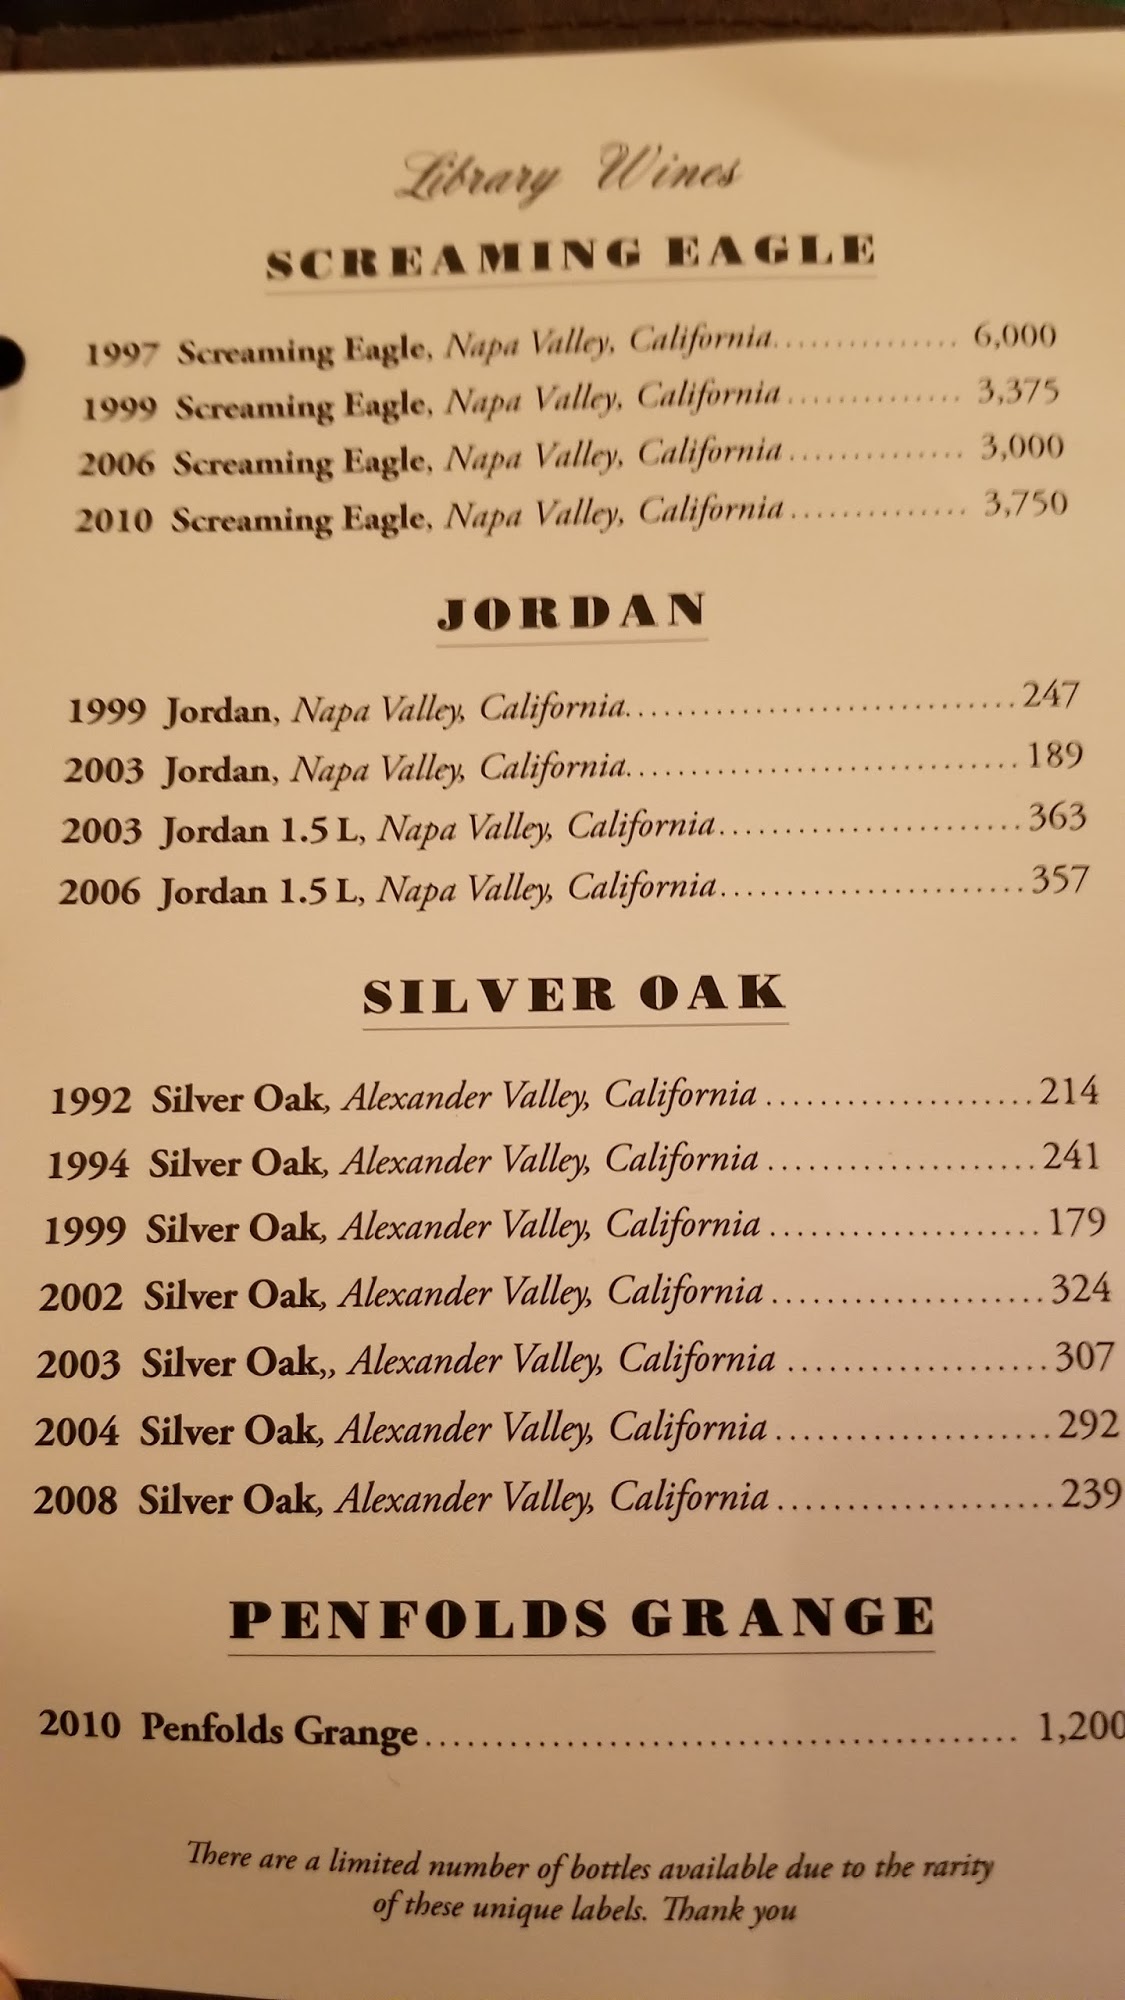 Library Wines
SCREAMING EAGLE
1997 Screaming Eagle, Napa Valley, California............... 6,000
1999 Screaming Eagle, Napa Valley, California.............. 3,375
2006 Screaming Eagle, Napa Valley, California.............. 3,000
2010 Screaming Eagle, Napa Valley, California.............. 3,750
JORDAN
1999 Jordan, Napa Valley, California.................................247
2003 Jordan, Napa Valley, California.................................189
2003 Jordan 1.5 L, Napa Valley, California.........................363
2006 Jordan 1.5 L, Napa Valley, California.........................357
SILVER OAK
1992 Silver Oak, Alexander Valley, California ......................214
1994 Silver Oak, Alexander Valley, California ......................241
1999 Silver Oak, Alexander Valley, California ......................179
2002 Silver Oak, Alexander Valley, California ......................324
2003 Silver Oak,, Alexander Valley, California .....................307
2004 Silver Oak, Alexander Valley, California ......................292
2008 Silver Oak, Alexander Valley, California ......................239
PENFOLDS GRANGE
2010 Penfolds Grange.......................................... 1,200
There are a limited number of bottles available due to the rarity
of these unique labels. Thank you